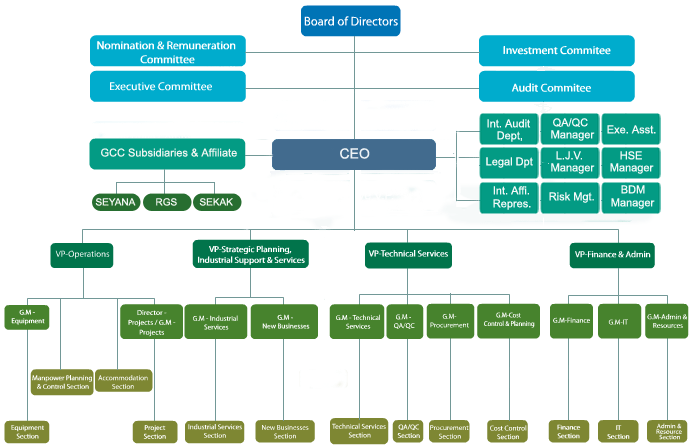 Board of Directors
Nomination & Remuneration
Committee
Investment Commitee
Executive Committee
Audit Commitee
GCC Subsidiaries & Affiliate
CEO
Int. Audit
Dept,
QA/QC
Manager
Exe. Asst.
Legal Dpt
L.J.V.
Manager
HSE
Manager
Int. Affi.
Repres.
Risk Mgt.
BDM
Manager
SEYANA
RGS
SEKAK
VP-Operations
VP-Strategic Planning,
Industrial Support & Services
VP-Technical Services
VP-Finance & Admin
G.M -
Equipment
Director -
Projects / G.M -
Projects
G.M - Industrial
Services
G.M -
New Businesses
G.M - Technical
Services
G.M -
QA/QC
G.M-
Procurement
G.M-Cost
Control & Planning
G.M-Finance
G.M-IT
G.M-Admin &
Resources
Manpower Planning
& Control Section
Accommodation
Section
Equipment
Section
Project
Section
Industrial Services
Section
New Businesses
Section
Technical Services
Section
QA/QC
Section
Procurement
Section
Cost Control
Section
Finance
Section
IT
Section
Admin &
Resource
Section